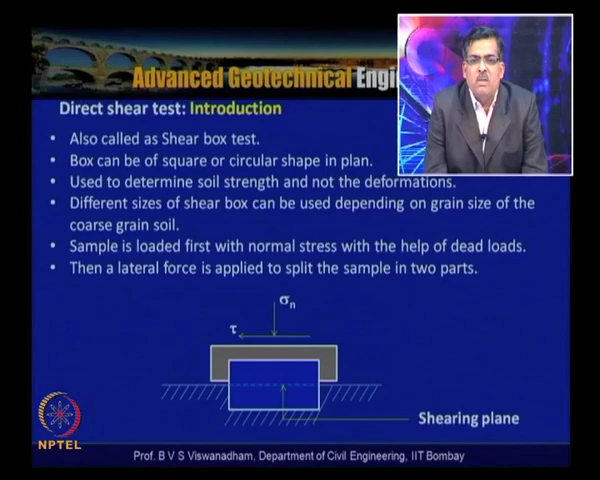 Advanced Geotechnical Engi
Direct shear test: Introduction
• Also called as Shear box test.
• Box can be of square or circular shape in plan.
• Used to determine soil strength and not the deformations.
• Different sizes of shear box can be used depending on grain size of the
coarse grain soil.
• Sample is loaded first with normal stress with the help of dead loads.
• Then a lateral force is applied to split the sample in two parts.
σn
τ
Shearing plane
NPTEL
Prof. B V S Viswanadham, Department of Civil Engineering, IIT Bombay